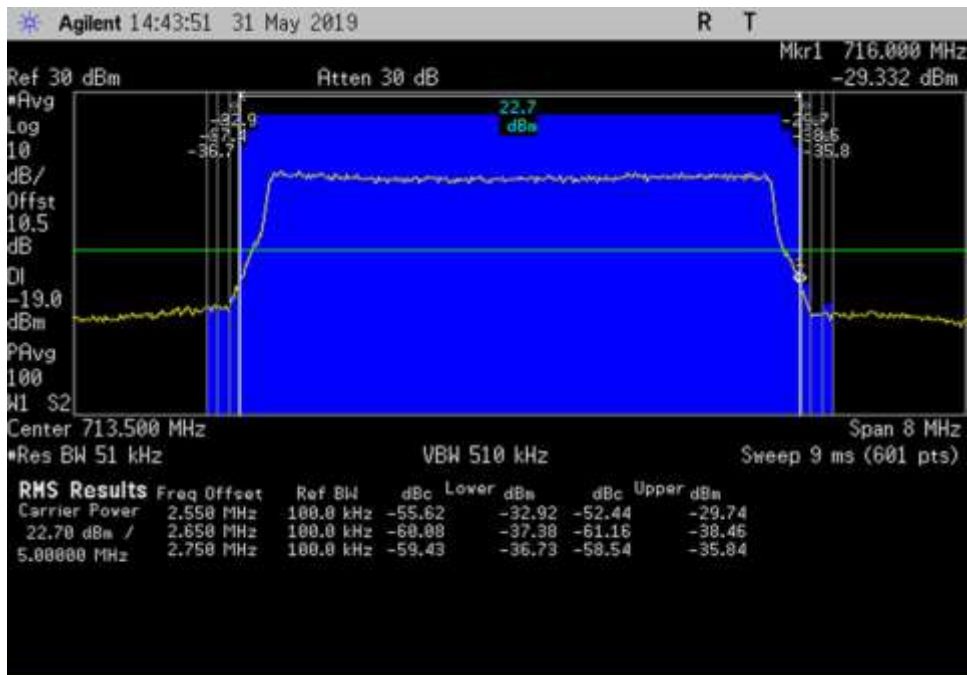 Agilent 14:43:51 31 May 2019 R T
Mkr1 716.000 MHz
Ref 30 dBm Atten 30 dB -29.332 dBm
*Avg
Log
10
dB/
Offst
10.5
dB
DI
-19.0
dBm
PAvg
100
W1 S2
22.7
dBm
-32.9
-36.7
-35.8
Center 713.500 MHz Span 8 MHz
*Res BW 51 kHz VBW 510 kHz Sweep 9 ms (601 pts)
RMS Results Freq Offset Ref BW dBc Lower dBm dBc Upper dBm
Carrier Power 2.550 MHz 100.0 kHz -55.62 -32.92 -52.44 -29.74
22.70 dBm / 2.650 MHz 100.0 kHz -60.08 -37.38 -61.16 -38.46
5.00000 MHz 2.750 MHz 100.0 kHz -59.43 -36.73 -58.54 -35.84